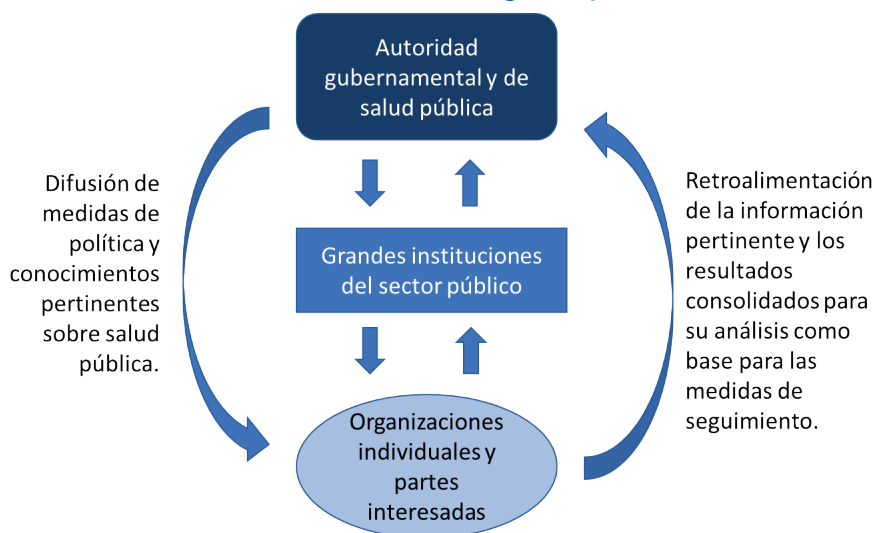 Autoridad
gubernamental y de
salud pública
Difusión de
medidas de
política y
conocimientos
pertinentes
sobre salud
pública.
Grandes instituciones
del sector público
Retroalimentación
de la información
pertinente y los
resultados
consolidados para
su análisis como
base para las
medidas de
seguimiento.
Organizaciones
individuales y
partes
interesadas